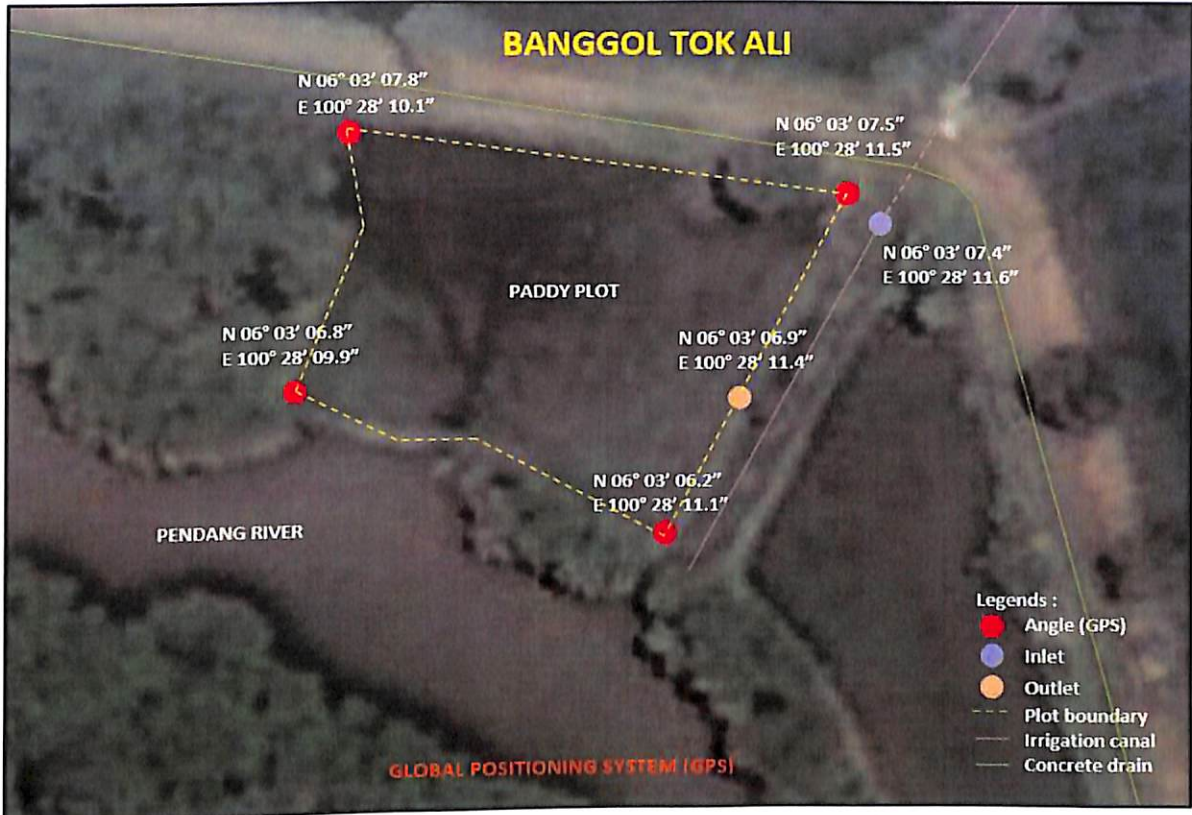 BANGGOL TOK ALI
N 06° 03' 07.8"
E 100° 28' 10.1"
N 06° 03' 07.5"
E 100° 28' 11.5"
N 06° 03' 07.4"
E 100° 28' 11.6"
PADDY PLOT
N 06° 03' 06.8"
E 100° 28' 09.9"
N 06° 03' 06.9"
E 100° 28' 11.4"
N 06° 03' 06.2"
E 100° 28' 11.1"
PENDANG RIVER
Legends :
Angle (GPS)
Inlet
Outlet
Plot boundary
Irrigation canal
Concrete drain
GLOBAL POSITIONING SYSTEM (GPS)